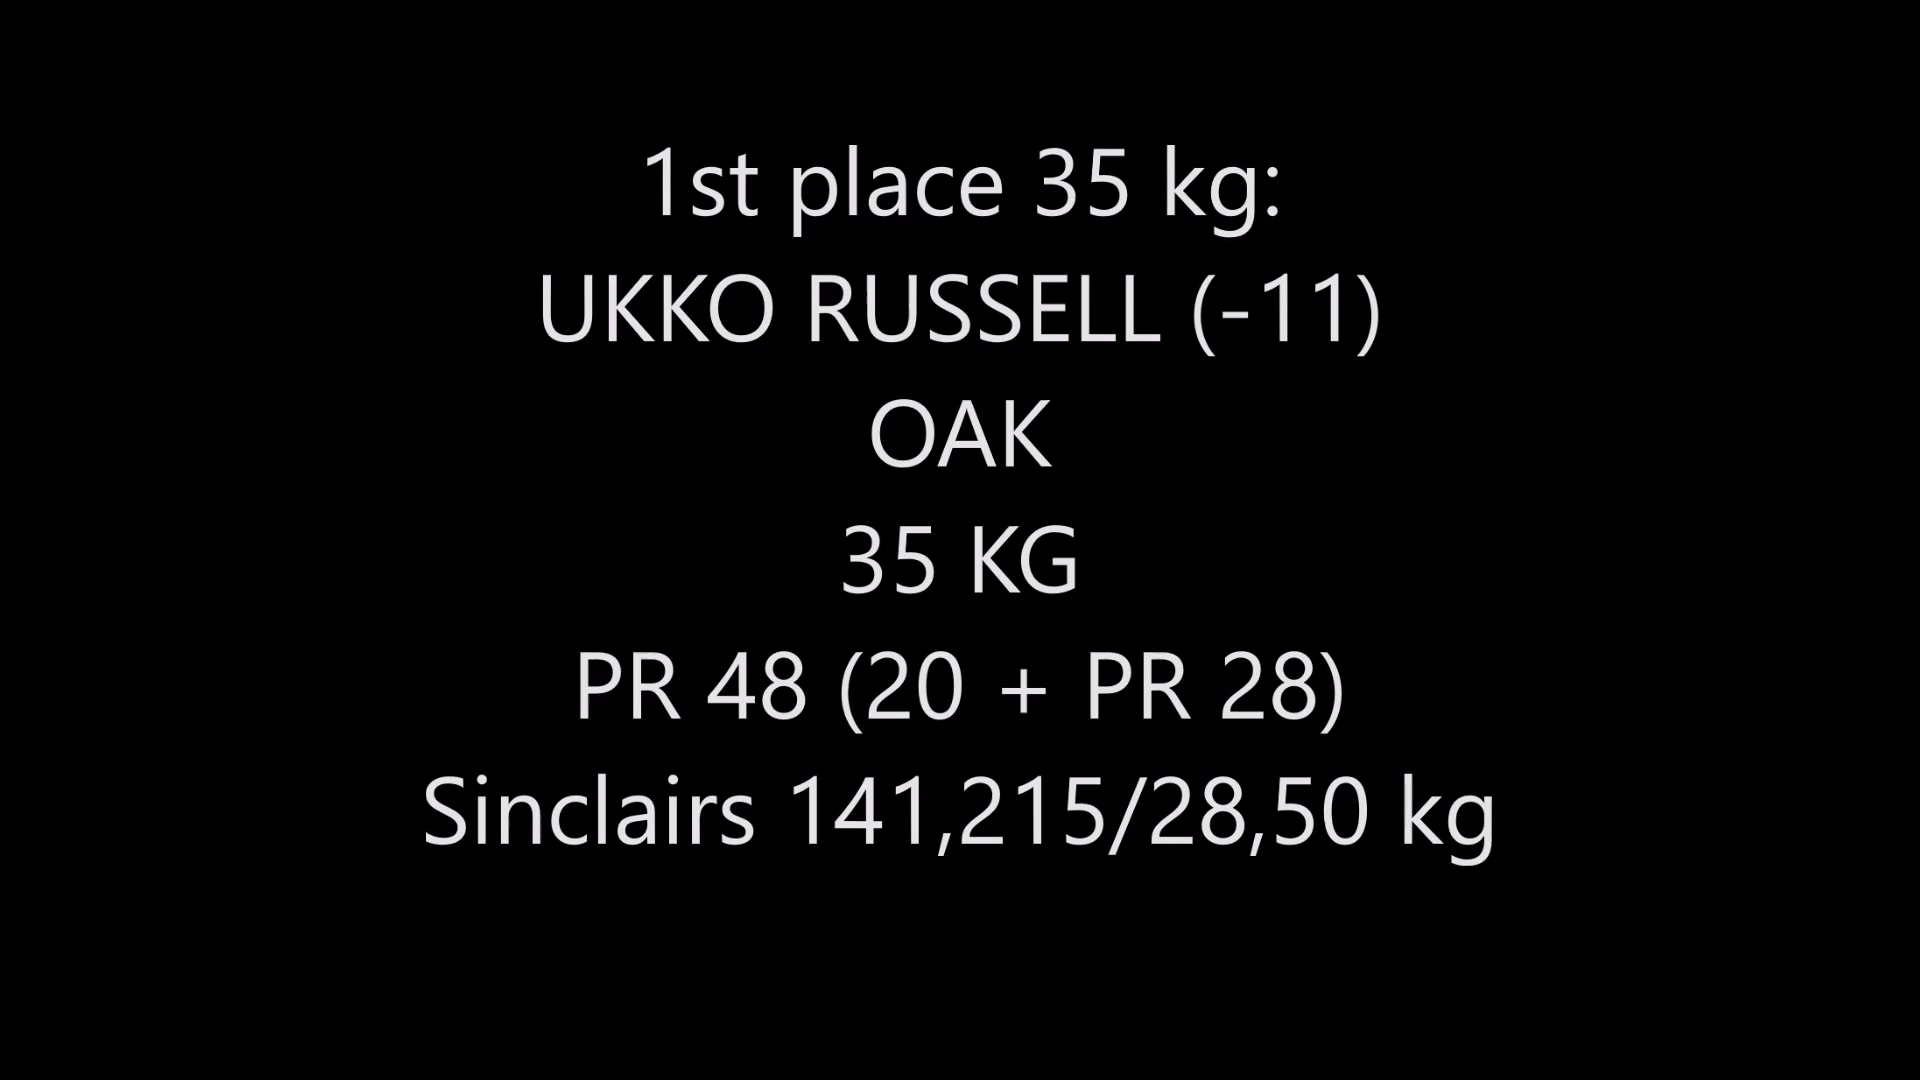 1st place 35 kg:
UKKO RUSSELL (-11)
OAK
35 KG
PR 48 (20 + PR 28)
Sinclairs 141,215/28,50 kg